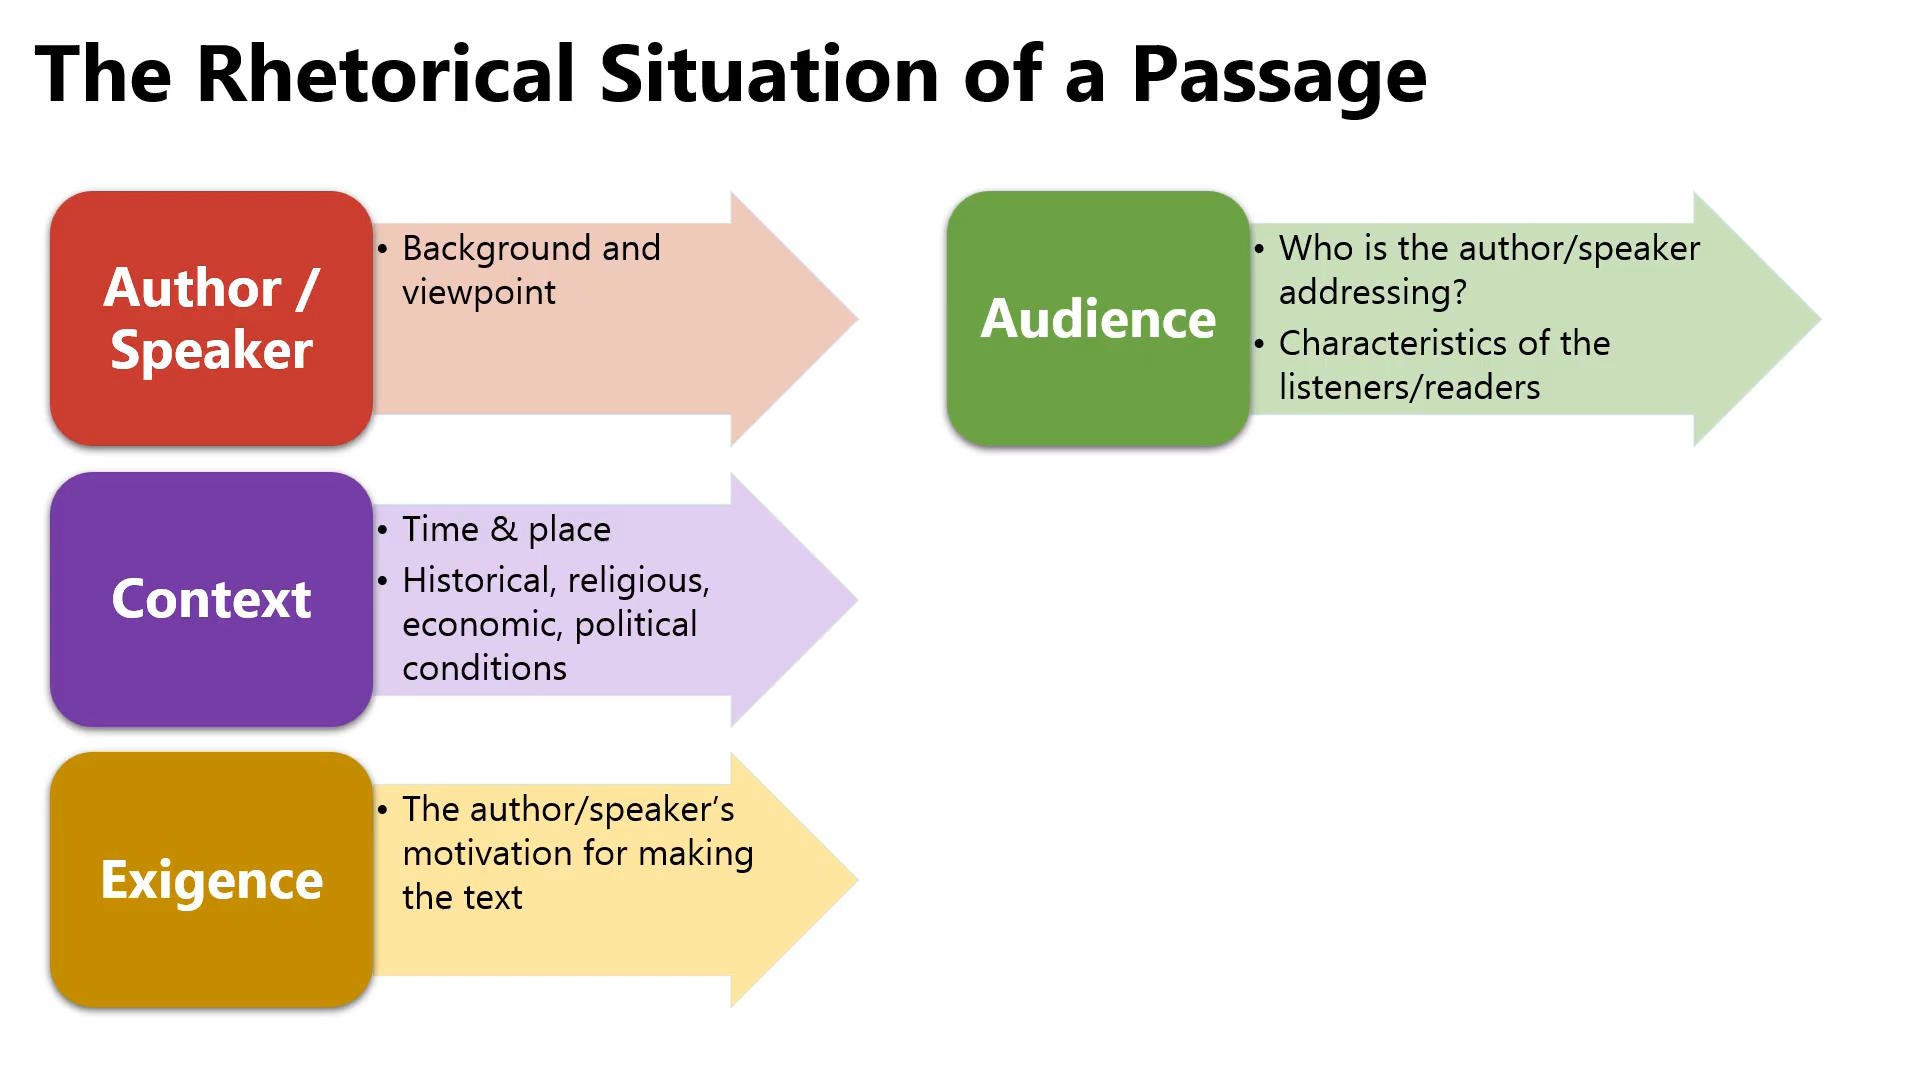 The Rhetorical Situation of a Passage
Author /
Speaker
• Background and
viewpoint
Context
• Time & place
• Historical, religious,
economic, political
conditions
Exigence
• The author/speaker’s
motivation for making
the text
Audience
• Who is the author/speaker
addressing?
• Characteristics of the
listeners/readers